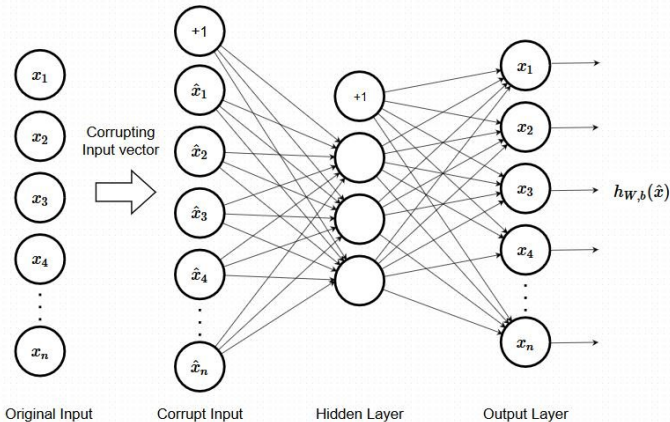 x₁
x₂
x₃
x₄
xₙ
Original Input
Corrupting
Input vector
+1
x̂₁
x̂₂
x̂₃
x̂₄
x̂ₙ
Corrupt Input
+1
Hidden Layer
x₁
x₂
x₃
x₄
xₙ
Output Layer
h_{W,b}(x̂)